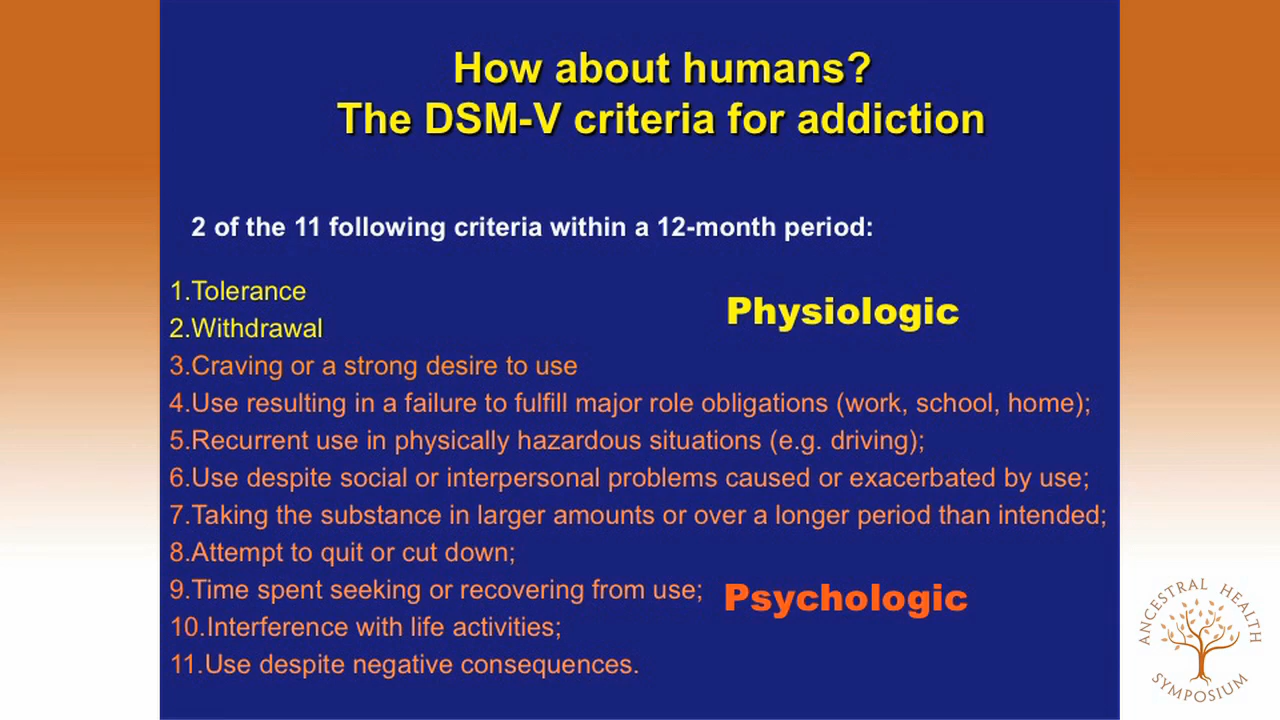 How about humans?
The DSM-V criteria for addiction
2 of the 11 following criteria within a 12-month period:
1.Tolerance
2.Withdrawal
Physiologic
3.Craving or a strong desire to use
4.Use resulting in a failure to fulfill major role obligations (work, school, home);
5.Recurrent use in physically hazardous situations (e.g. driving);
6.Use despite social or interpersonal problems caused or exacerbated by use;
7.Taking the substance in larger amounts or over a longer period than intended;
8.Attempt to quit or cut down;
9.Time spent seeking or recovering from use;
Psychologic
10.Interference with life activities;
11.Use despite negative consequences.
ANCESTRAL HEALTH
SYMPOSIUM